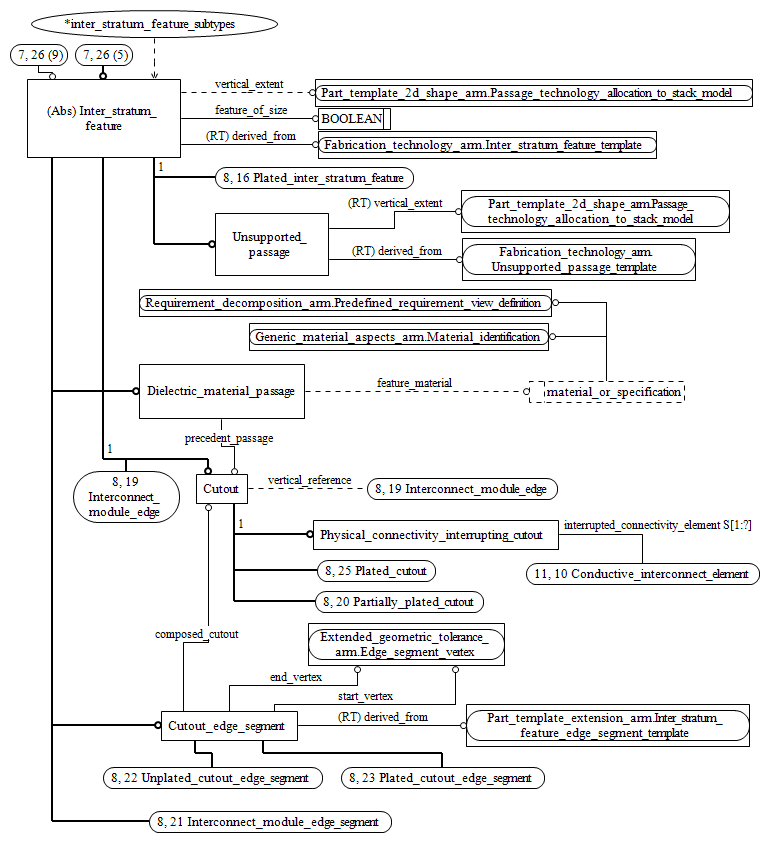 *inter_stratum_feature_subtypes
7, 26 (9)
7, 26 (5)
(Abs) Inter_stratum_
feature
vertical_extent
Part_template_2d_shape_arm.Passage_technology_allocation_to_stack_model
feature_of_size
BOOLEAN
(RT) derived_from
Fabrication_technology_arm.Inter_stratum_feature_template
1
8, 16 Plated_inter_stratum_feature
Unsupported_
passage
(RT) vertical_extent
Part_template_2d_shape_arm.Passage_
technology_allocation_to_stack_model
(RT) derived_from
Fabrication_technology_arm.
Unsupported_passage_template
Requirement_decomposition_arm.Predefined_requirement_view_definition
Generic_material_aspects_arm.Material_identification
Dielectric_material_passage
feature_material
material_or_specification
precedent_passage
1
8, 19
Interconnect_
module_edge
Cutout
vertical_reference
8, 19 Interconnect_module_edge
1
Physical_connectivity_interrupting_cutout
interrupted_connectivity_element S[1:?]
11, 10 Conductive_interconnect_element
8, 25 Plated_cutout
8, 20 Partially_plated_cutout
composed_cutout
Extended_geometric_tolerance_
arm.Edge_segment_vertex
end_vertex
start_vertex
Cutout_edge_segment
(RT) derived_from
Part_template_extension_arm.Inter_stratum_
feature_edge_segment_template
8, 22 Unplated_cutout_edge_segment
8, 23 Plated_cutout_edge_segment
8, 21 Interconnect_module_edge_segment